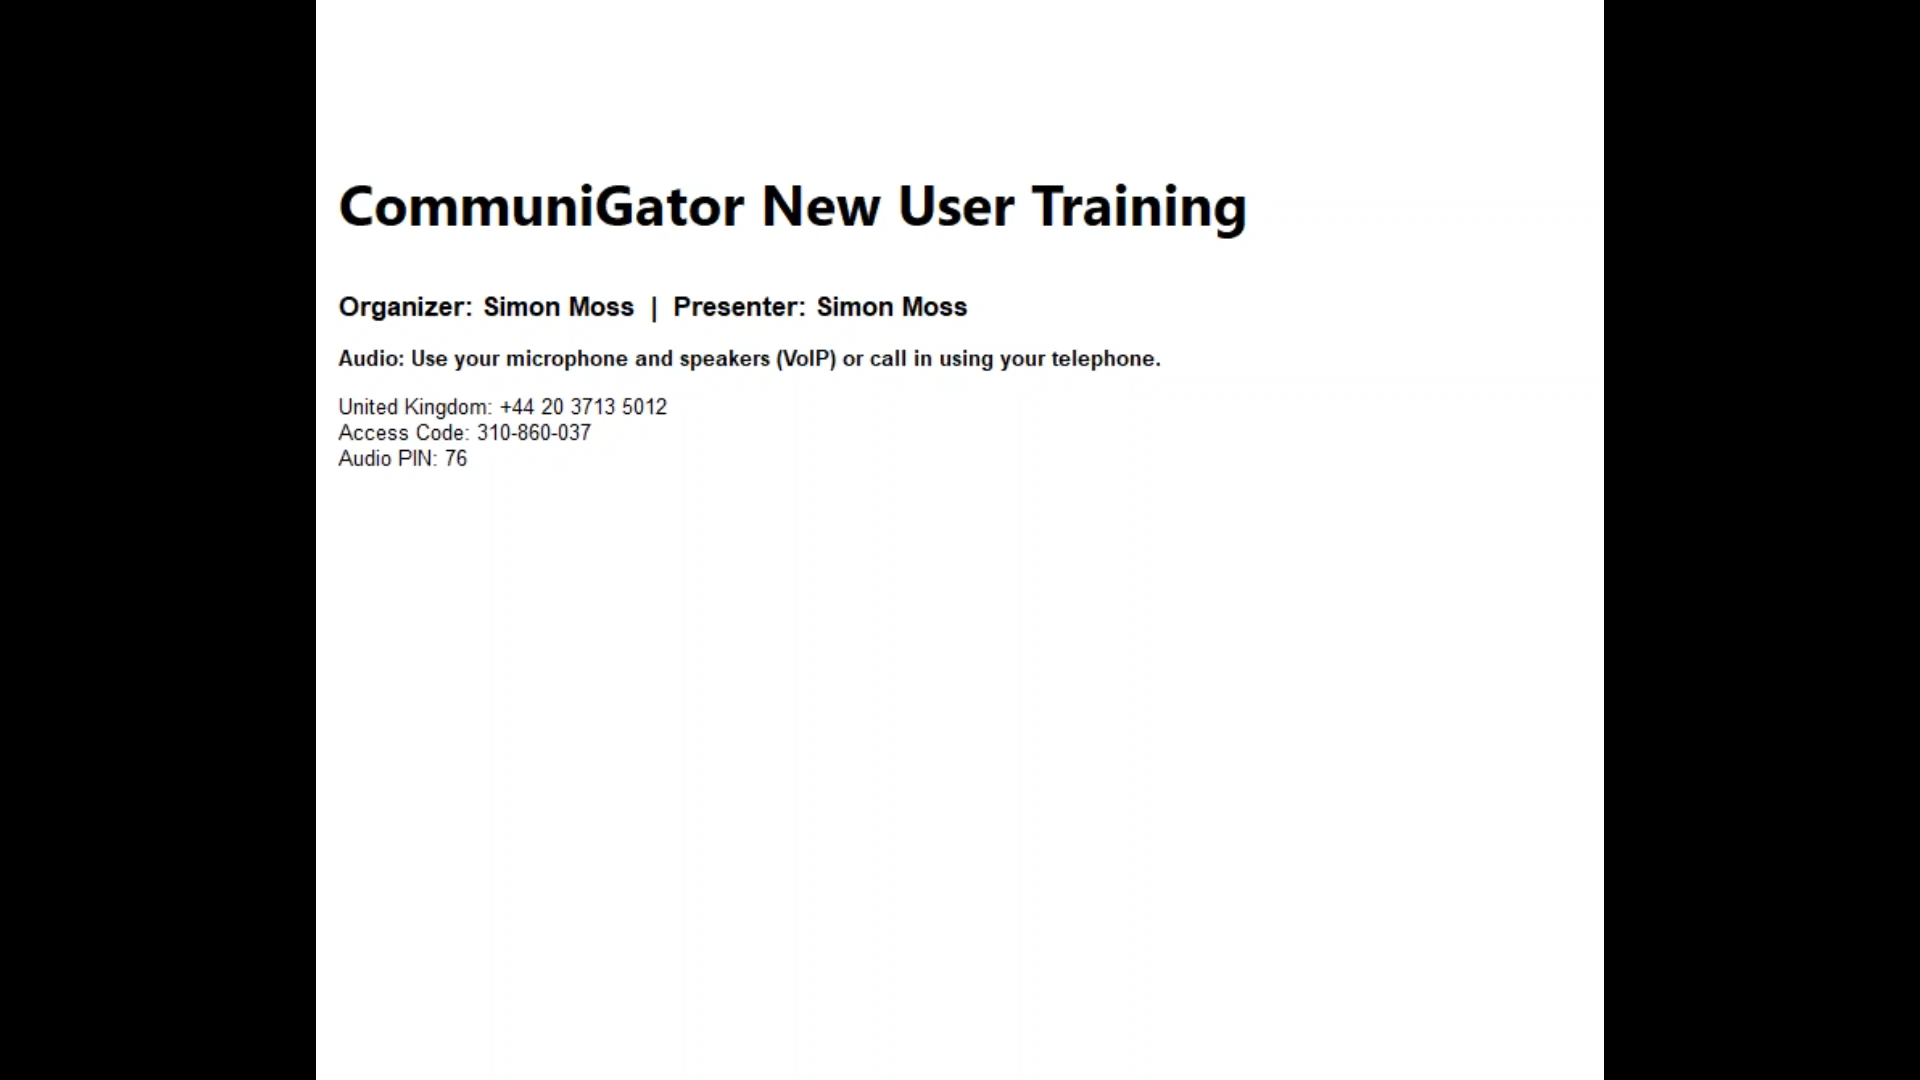 CommuniGator New User Training
Organizer: Simon Moss | Presenter: Simon Moss
Audio: Use your microphone and speakers (VoIP) or call in using your telephone.
United Kingdom: +44 20 3713 5012
Access Code: 310-860-037
Audio PIN: 76